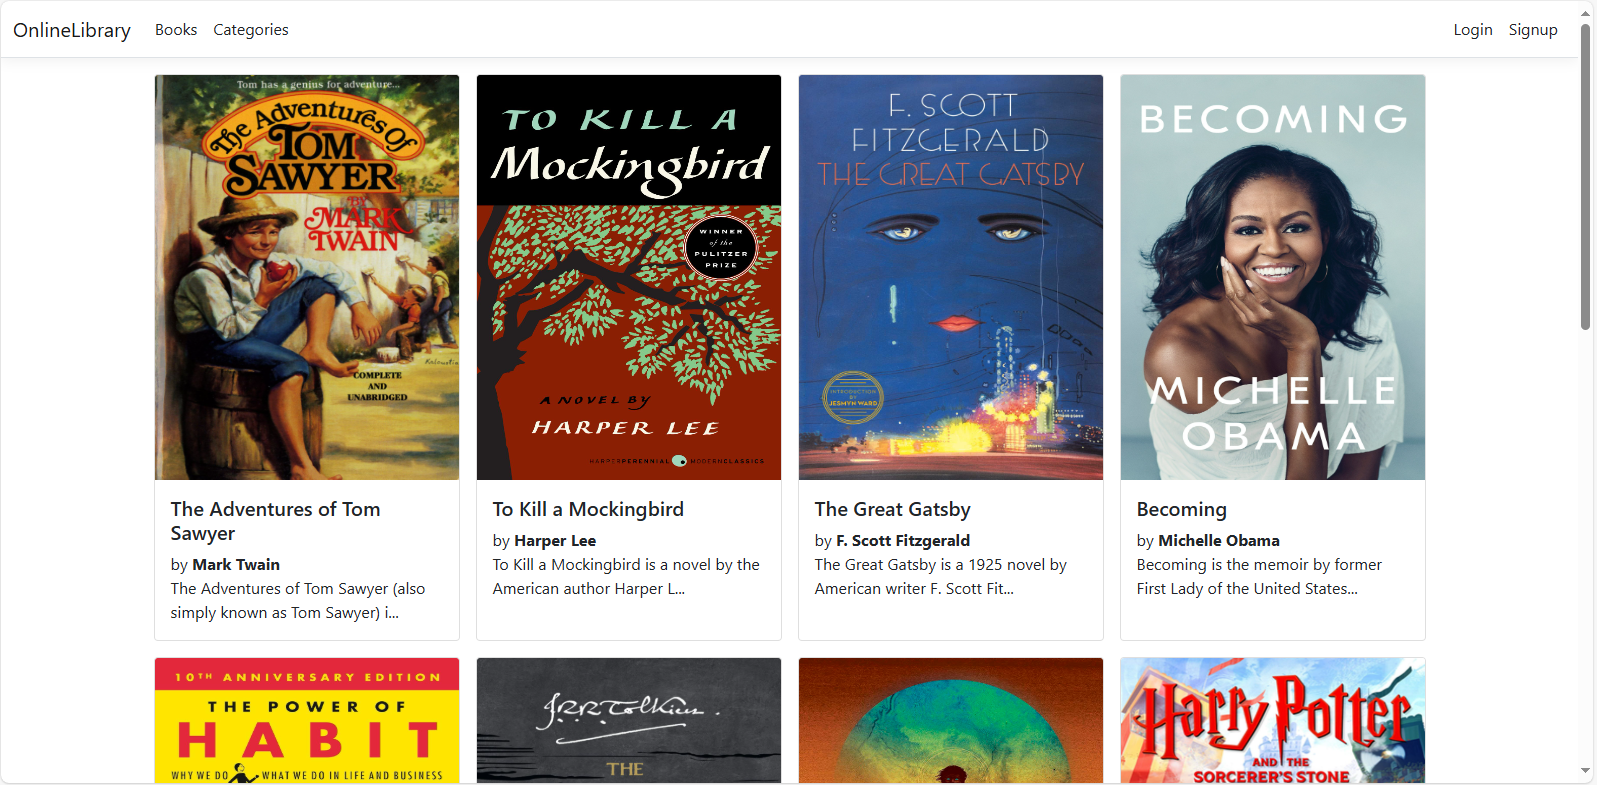 OnlineLibrary Books Categories Login Signup
Tom has a genius for adventure...
The Adventures Of
TOM
SAWYER
BY
MARK
TWAIN
COMPLETE
AND
UNABRIDGED
TO KILL A
Mockingbird
WINNER
of the
PULITZER
PRIZE
A NOVEL BY
HARPER LEE
HARPERPERENNIAL MODERNCLASSICS
F. SCOTT
FITZGERALD
THE GREAT GATSBY
INTRODUCTION
BY
JESMYN WARD
BECOMING
MICHELLE
OBAMA
The Adventures of Tom
Sawyer
by Mark Twain
The Adventures of Tom Sawyer (also
simply known as Tom Sawyer) i...
To Kill a Mockingbird
by Harper Lee
To Kill a Mockingbird is a novel by the
American author Harper L...
The Great Gatsby
by F. Scott Fitzgerald
The Great Gatsby is a 1925 novel by
American writer F. Scott Fit...
Becoming
by Michelle Obama
Becoming is the memoir by former
First Lady of the United States...
10TH ANNIVERSARY EDITION
THE POWER OF
HABIT
WHY WE DO WHAT WE DO IN LIFE AND BUSINESS
J.R.R. Tolkien
THE
Harry Potter
AND THE
SORCERER'S STONE